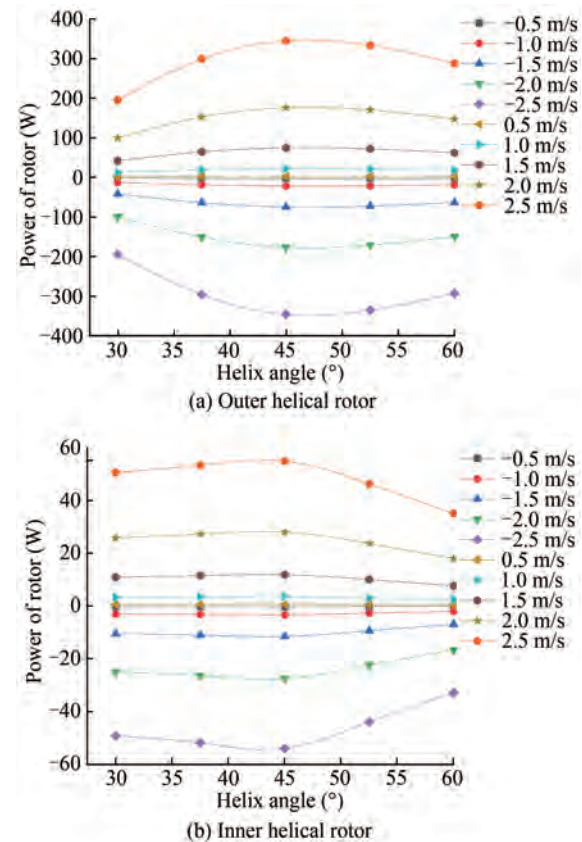 400
300
200
100
0
−100
−200
−300
−400
Power of rotor (W)
30 35 40 45 50 55 60
Helix angle (°)
−0.5 m/s
−1.0 m/s
−1.5 m/s
−2.0 m/s
−2.5 m/s
0.5 m/s
1.0 m/s
1.5 m/s
2.0 m/s
2.5 m/s
(a) Outer helical rotor
60
40
20
0
−20
−40
−60
Power of rotor (W)
30 35 40 45 50 55 60
Helix angle (°)
−0.5 m/s
−1.0 m/s
−1.5 m/s
−2.0 m/s
−2.5 m/s
0.5 m/s
1.0 m/s
1.5 m/s
2.0 m/s
2.5 m/s
(b) Inner helical rotor